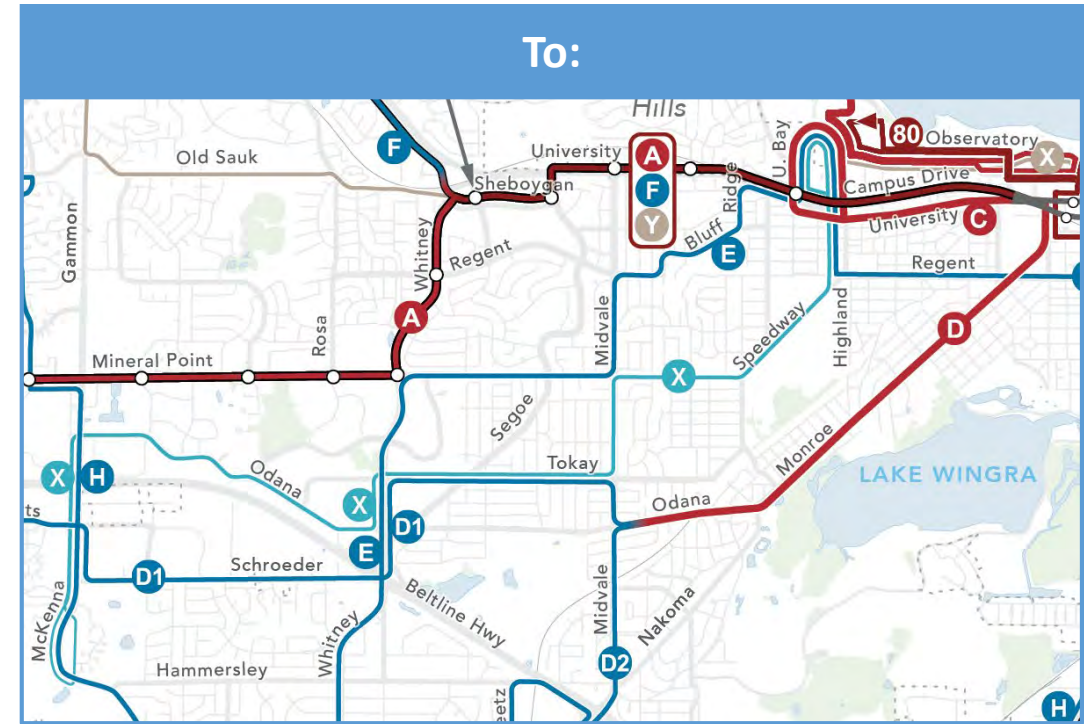 To:
Hills
Old Sauk
F
University
A
F
Y
U. Bay
80
Observatory
X
Sheboygan
Ridge
Campus Drive
University
C
Gammon
Whitney
Regent
Bluff
E
Regent
A
Rosa
Mineral Point
Midvale
Speedway
Highland
D
X
Segoe
Monroe
X
H
Odana
Tokay
LAKE WINGRA
X
Odana
ts
E
D1
Schroeder
D1
Beltline Hwy
McKenna
Whitney
Midvale
Nakoma
Hammersley
D2
eetz
H